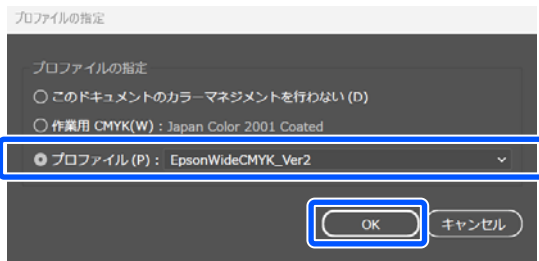 プロファイルの指定
プロファイルの指定
このドキュメントのカラーマネジメントを行わない (D)
作業用 CMYK(W) : Japan Color 2001 Coated
プロファイル (P) : EpsonWideCMYK_Ver2
OK キャンセル